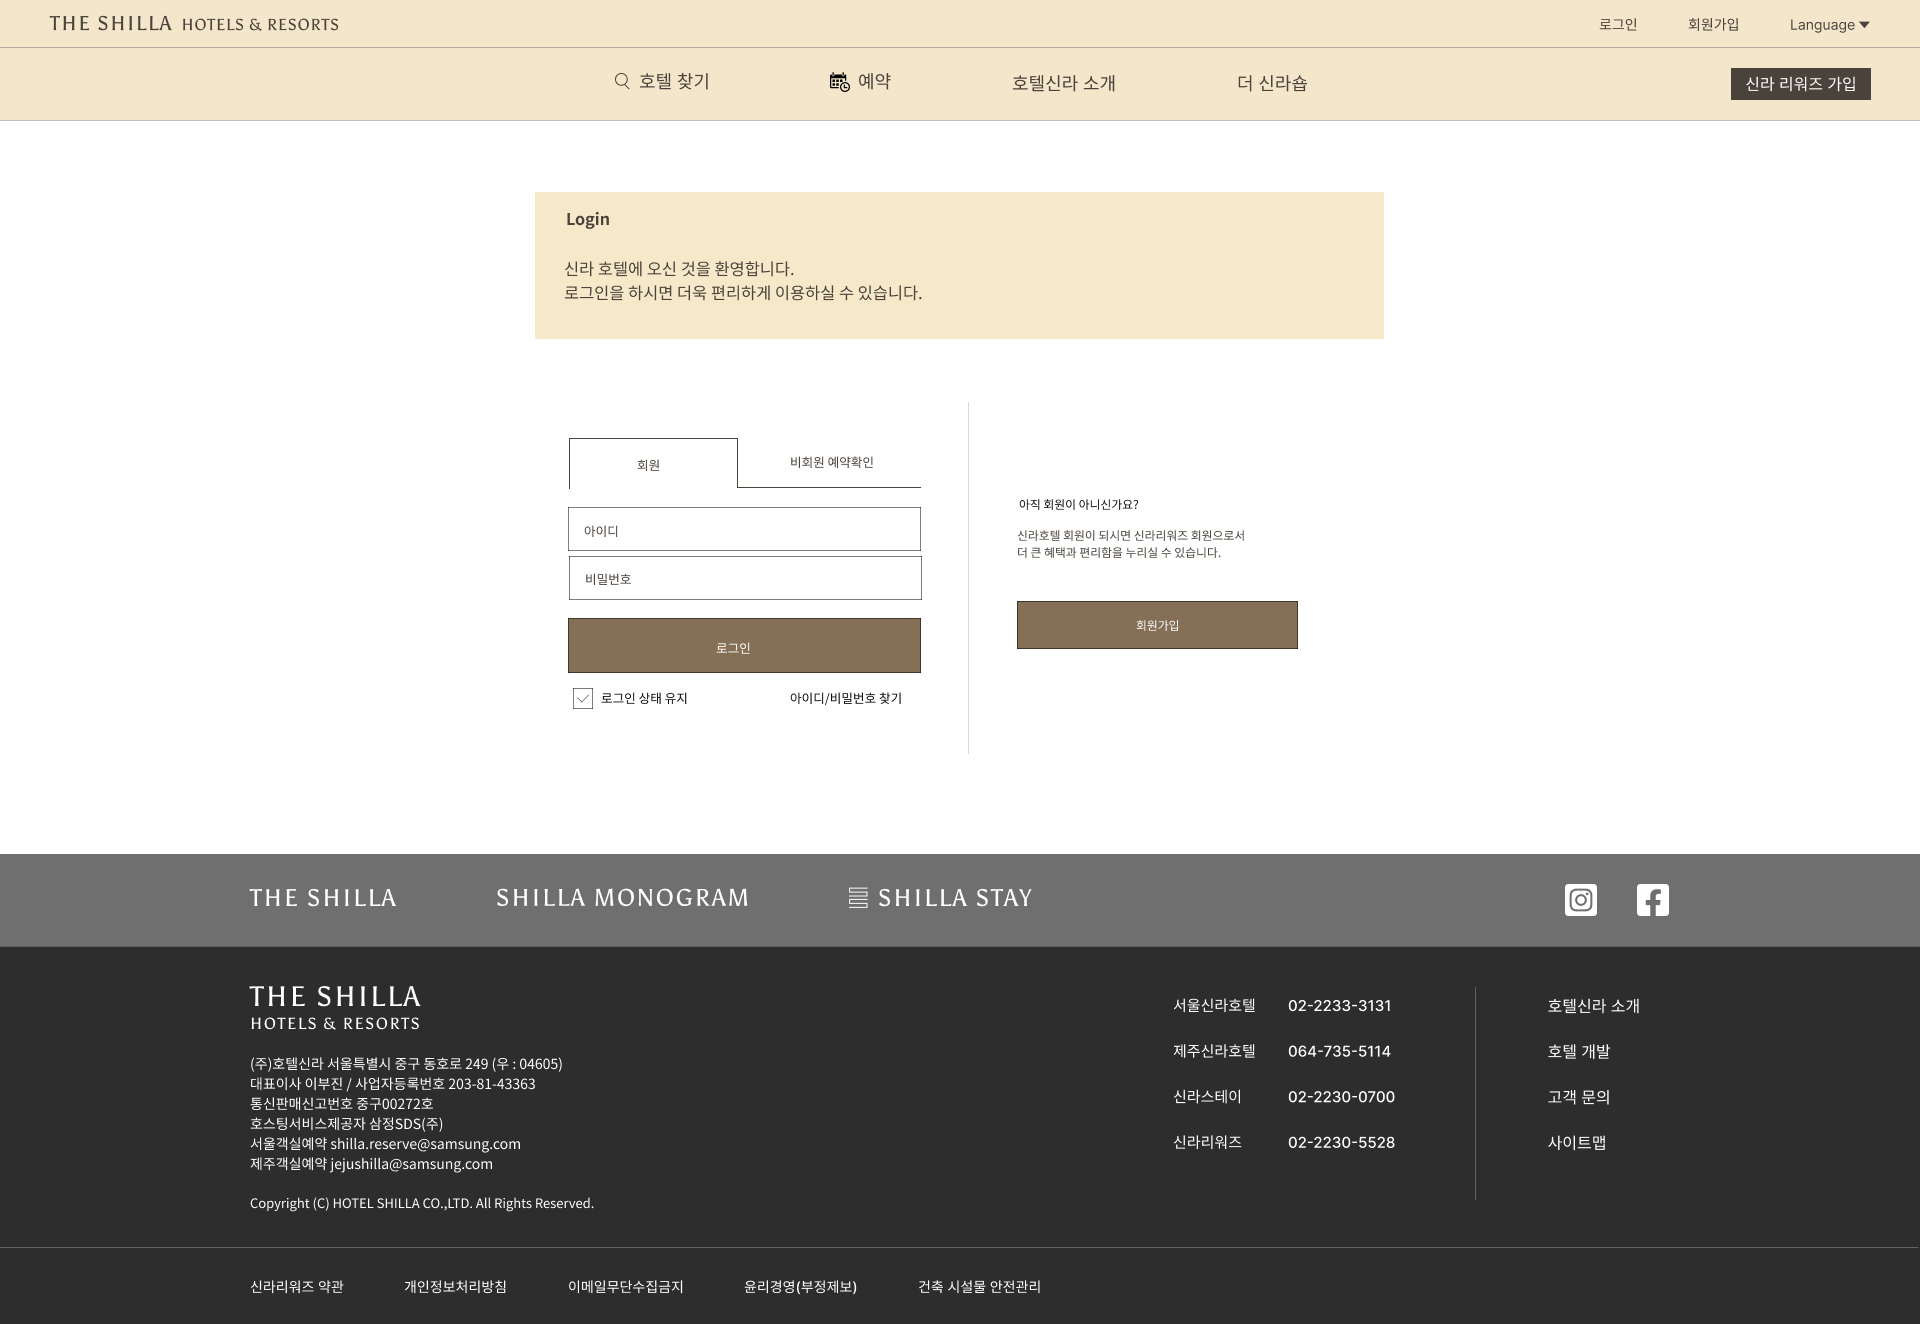 THE SHILLA HOTELS & RESORTS
로그인
회원가입
Language
호텔 찾기
예약
호텔신라 소개
더 신라숍
신라 리워즈 가입
Login
신라 호텔에 오신 것을 환영합니다.
로그인을 하시면 더욱 편리하게 이용하실 수 있습니다.
회원
비회원 예약확인
아이디
비밀번호
로그인
로그인 상태 유지
아이디/비밀번호 찾기
아직 회원이 아니신가요?
신라호텔 회원이 되시면 신라리워즈 회원으로서
더 큰 혜택과 편리함을 누리실 수 있습니다.
회원가입
THE SHILLA
SHILLA MONOGRAM
SHILLA STAY
THE SHILLA
HOTELS & RESORTS
(주)호텔신라 서울특별시 중구 동호로 249 (우 : 04605)
대표이사 이부진 / 사업자등록번호 203-81-43363
통신판매신고번호 중구00272호
호스팅서비스제공자 삼정SDS(주)
서울객실예약 shilla.reserve@samsung.com
제주객실예약 jejushilla@samsung.com
Copyright (C) HOTEL SHILLA CO.,LTD. All Rights Reserved.
서울신라호텔 02-2233-3131
제주신라호텔 064-735-5114
신라스테이 02-2230-0700
신라리워즈 02-2230-5528
호텔신라 소개
호텔 개발
고객 문의
사이트맵
신라리워즈 약관
개인정보처리방침
이메일무단수집금지
윤리경영(부정제보)
건축 시설물 안전관리